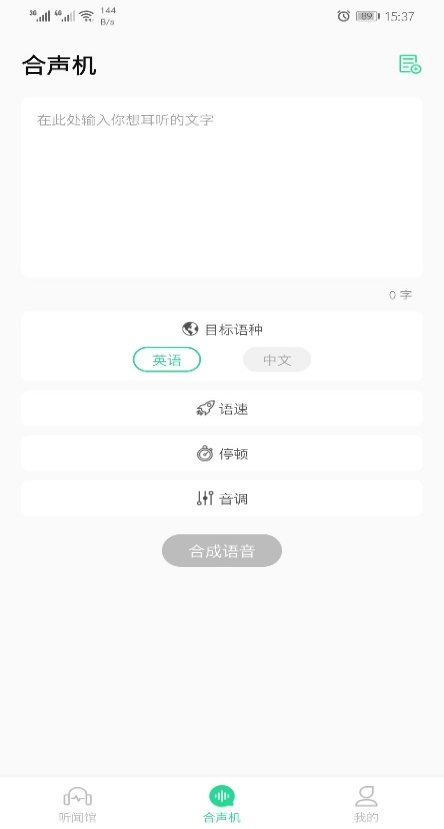 3G 4G 144 B/s 89 15:37
合声机
在此处输入你想耳听的文字
0 字
目标语种
英语 中文
语速
停顿
音调
合成语音
听闻馆 合声机 我的